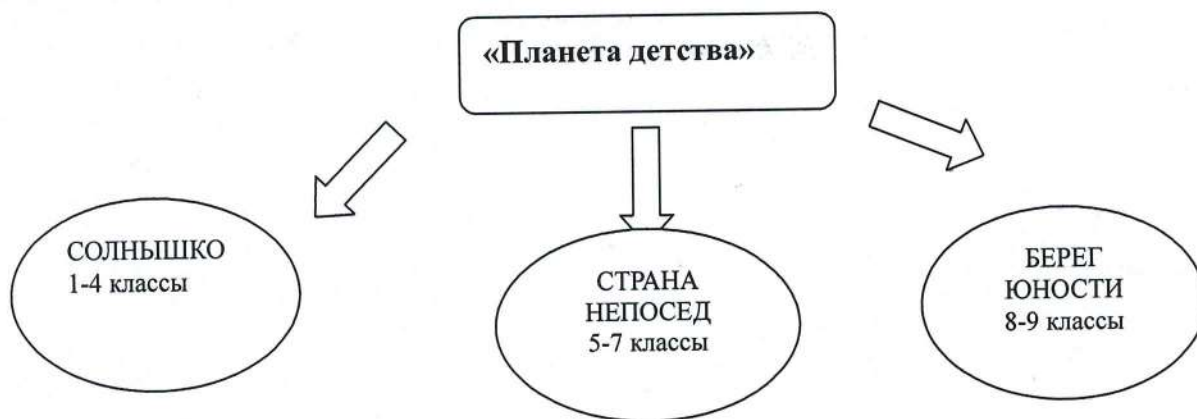 «Планета детства»
СОЛНЫШКО
1-4 классы
СТРАНА
НЕПОСЕД
5-7 классы
БЕРЕГ
ЮНОСТИ
8-9 классы